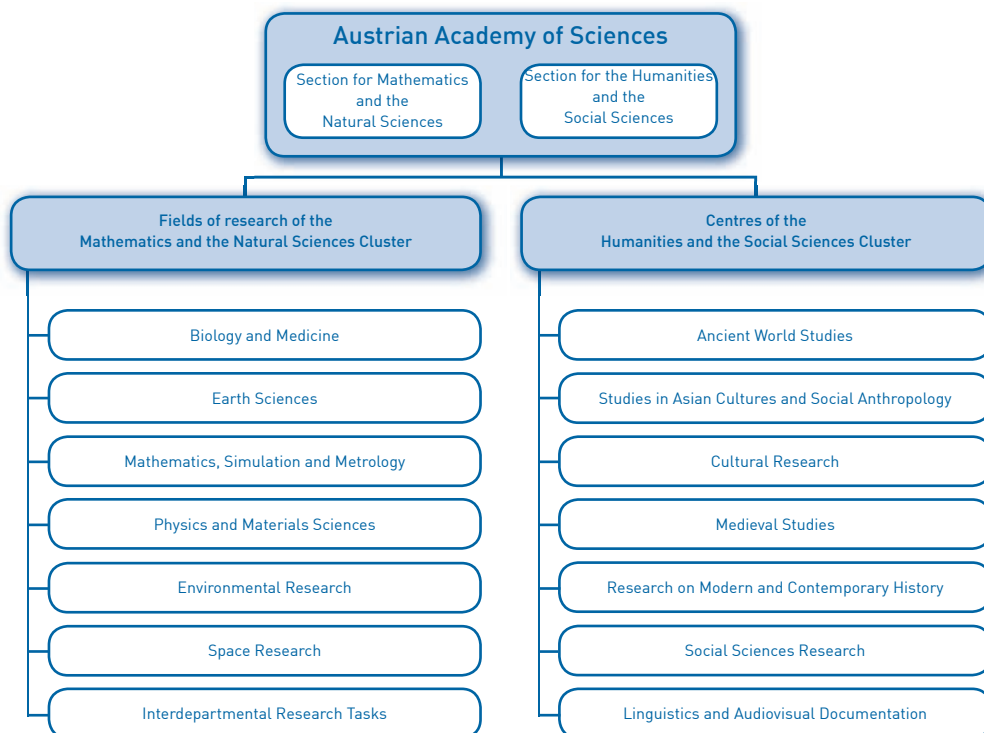 Austrian Academy of Sciences
Section for Mathematics
and the
Natural Sciences
Section for the Humanities
and the
Social Sciences
Fields of research of the
Mathematics and the Natural Sciences Cluster
Biology and Medicine
Earth Sciences
Mathematics, Simulation and Metrology
Physics and Materials Sciences
Environmental Research
Space Research
Interdepartmental Research Tasks
Centres of the
Humanities and the Social Sciences Cluster
Ancient World Studies
Studies in Asian Cultures and Social Anthropology
Cultural Research
Medieval Studies
Research on Modern and Contemporary History
Social Sciences Research
Linguistics and Audiovisual Documentation